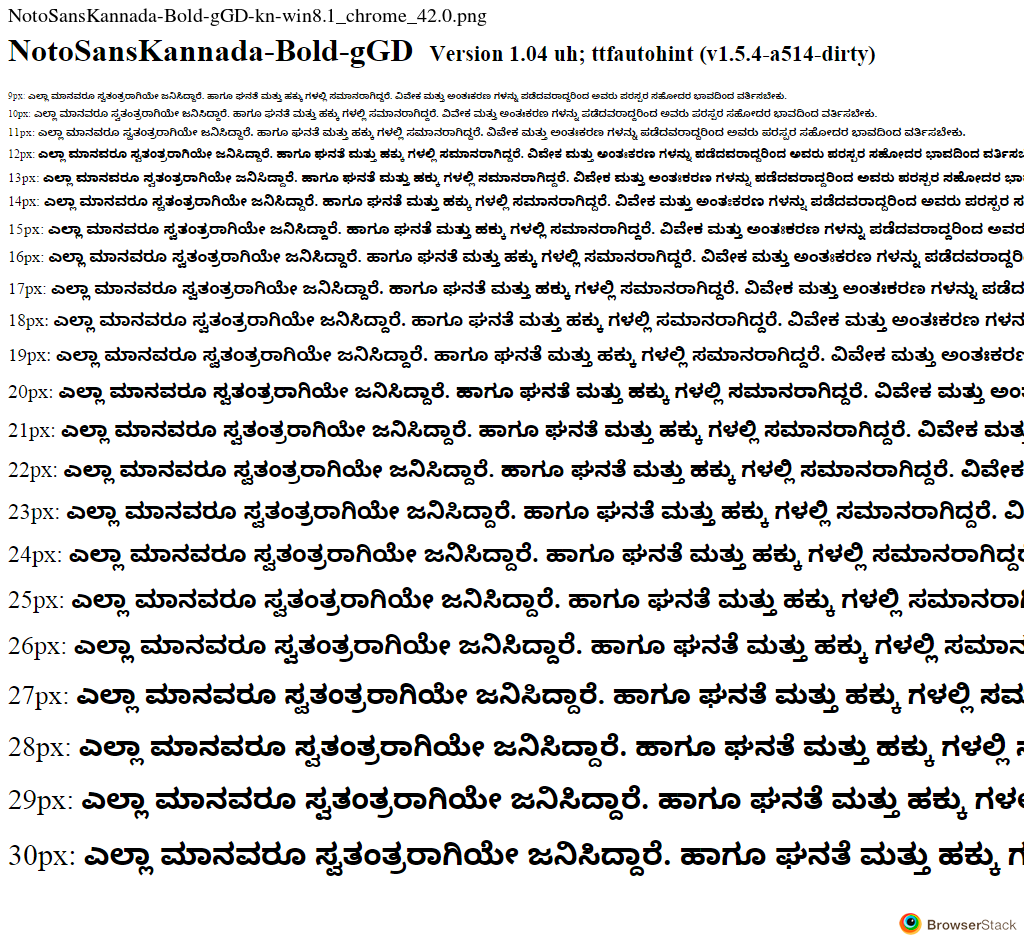 NotoSansKannada-Bold-gGD-kn-win8.1_chrome_42.0.png
NotoSansKannada-Bold-gGD Version 1.04 uh; ttfautohint (v1.5.4-a514-dirty)
9px: ಎಲ್ಲಾ ಮಾನವರೂ ಸ್ವತಂತ್ರರಾಗಿಯೇ ಜನಿಸಿದ್ದಾರೆ. ಹಾಗೂ ಘನತೆ ಮತ್ತು ಹಕ್ಕು ಗಳಲ್ಲಿ ಸಮಾನರಾಗಿದ್ದರೆ. ವಿವೇಕ ಮತ್ತು ಅಂತಃಕರಣ ಗಳನ್ನು ಪಡೆದವರಾದ್ದರಿಂದ ಅವರು ಪರಸ್ಪರ ಸಹೋದರ ಭಾವದಿಂದ ವರ್ತಿಸಬೇಕು.
10px: ಎಲ್ಲಾ ಮಾನವರೂ ಸ್ವತಂತ್ರರಾಗಿಯೇ ಜನಿಸಿದ್ದಾರೆ. ಹಾಗೂ ಘನತೆ ಮತ್ತು ಹಕ್ಕು ಗಳಲ್ಲಿ ಸಮಾನರಾಗಿದ್ದರೆ. ವಿವೇಕ ಮತ್ತು ಅಂತಃಕರಣ ಗಳನ್ನು ಪಡೆದವರಾದ್ದರಿಂದ ಅವರು ಪರಸ್ಪರ ಸಹೋದರ ಭಾವದಿಂದ ವರ್ತಿಸಬೇಕು.
11px: ಎಲ್ಲಾ ಮಾನವರೂ ಸ್ವತಂತ್ರರಾಗಿಯೇ ಜನಿಸಿದ್ದಾರೆ. ಹಾಗೂ ಘನತೆ ಮತ್ತು ಹಕ್ಕು ಗಳಲ್ಲಿ ಸಮಾನರಾಗಿದ್ದರೆ. ವಿವೇಕ ಮತ್ತು ಅಂತಃಕರಣ ಗಳನ್ನು ಪಡೆದವರಾದ್ದರಿಂದ ಅವರು ಪರಸ್ಪರ ಸಹೋದರ ಭಾವದಿಂದ ವರ್ತಿಸಬೇಕು.
12px: ಎಲ್ಲಾ ಮಾನವರೂ ಸ್ವತಂತ್ರರಾಗಿಯೇ ಜನಿಸಿದ್ದಾರೆ. ಹಾಗೂ ಘನತೆ ಮತ್ತು ಹಕ್ಕು ಗಳಲ್ಲಿ ಸಮಾನರಾಗಿದ್ದರೆ. ವಿವೇಕ ಮತ್ತು ಅಂತಃಕರಣ ಗಳನ್ನು ಪಡೆದವರಾದ್ದರಿಂದ ಅವರು ಪರಸ್ಪರ ಸಹೋದರ ಭಾವದಿಂದ
13px: ಎಲ್ಲಾ ಮಾನವರೂ ಸ್ವತಂತ್ರರಾಗಿಯೇ ಜನಿಸಿದ್ದಾರೆ. ಹಾಗೂ ಘನತೆ ಮತ್ತು ಹಕ್ಕು ಗಳಲ್ಲಿ ಸಮಾನರಾಗಿದ್ದರೆ. ವಿವೇಕ ಮತ್ತು ಅಂತಃಕರಣ ಗಳನ್ನು ಪಡೆದವರಾದ್ದರಿಂದ ಅವರು ಪರಸ್ಪರ ಸಹೋದರ
14px: ಎಲ್ಲಾ ಮಾನವರೂ ಸ್ವತಂತ್ರರಾಗಿಯೇ ಜನಿಸಿದ್ದಾರೆ. ಹಾಗೂ ಘನತೆ ಮತ್ತು ಹಕ್ಕು ಗಳಲ್ಲಿ ಸಮಾನರಾಗಿದ್ದರೆ. ವಿವೇಕ ಮತ್ತು ಅಂತಃಕರಣ ಗಳನ್ನು ಪಡೆದವರಾದ್ದರಿಂದ ಅವರು ಪರಸ್ಪರ
15px: ಎಲ್ಲಾ ಮಾನವರೂ ಸ್ವತಂತ್ರರಾಗಿಯೇ ಜನಿಸಿದ್ದಾರೆ. ಹಾಗೂ ಘನತೆ ಮತ್ತು ಹಕ್ಕು ಗಳಲ್ಲಿ ಸಮಾನರಾಗಿದ್ದರೆ. ವಿವೇಕ ಮತ್ತು ಅಂತಃಕರಣ ಗಳನ್ನು ಪಡೆದವರಾದ್ದರಿಂದ
16px: ಎಲ್ಲಾ ಮಾನವರೂ ಸ್ವತಂತ್ರರಾಗಿಯೇ ಜನಿಸಿದ್ದಾರೆ. ಹಾಗೂ ಘನತೆ ಮತ್ತು ಹಕ್ಕು ಗಳಲ್ಲಿ ಸಮಾನರಾಗಿದ್ದರೆ. ವಿವೇಕ ಮತ್ತು ಅಂತಃಕರಣ ಗಳನ್ನು
17px: ಎಲ್ಲಾ ಮಾನವರೂ ಸ್ವತಂತ್ರರಾಗಿಯೇ ಜನಿಸಿದ್ದಾರೆ. ಹಾಗೂ ಘನತೆ ಮತ್ತು ಹಕ್ಕು ಗಳಲ್ಲಿ ಸಮಾನರಾಗಿದ್ದರೆ. ವಿವೇಕ ಮತ್ತು ಅಂತಃಕರಣ ಗಳನ್ನು
18px: ಎಲ್ಲಾ ಮಾನವರೂ ಸ್ವತಂತ್ರರಾಗಿಯೇ ಜನಿಸಿದ್ದಾರೆ. ಹಾಗೂ ಘನತೆ ಮತ್ತು ಹಕ್ಕು ಗಳಲ್ಲಿ ಸಮಾನರಾಗಿದ್ದರೆ. ವಿವೇಕ ಮತ್ತು ಅಂತಃಕರಣ
19px: ಎಲ್ಲಾ ಮಾನವರೂ ಸ್ವತಂತ್ರರಾಗಿಯೇ ಜನಿಸಿದ್ದಾರೆ. ಹಾಗೂ ಘನತೆ ಮತ್ತು ಹಕ್ಕು ಗಳಲ್ಲಿ ಸಮಾನರಾಗಿದ್ದರೆ. ವಿವೇಕ ಮತ್ತು
20px: ಎಲ್ಲಾ ಮಾನವರೂ ಸ್ವತಂತ್ರರಾಗಿಯೇ ಜನಿಸಿದ್ದಾರೆ. ಹಾಗೂ ಘನತೆ ಮತ್ತು ಹಕ್ಕು ಗಳಲ್ಲಿ ಸಮಾನರಾಗಿದ್ದರೆ. ವಿವೇಕ ಮತ್ತು
21px: ಎಲ್ಲಾ ಮಾನವರೂ ಸ್ವತಂತ್ರರಾಗಿಯೇ ಜನಿಸಿದ್ದಾರೆ. ಹಾಗೂ ಘನತೆ ಮತ್ತು ಹಕ್ಕು ಗಳಲ್ಲಿ ಸಮಾನರಾಗಿದ್ದರೆ. ವಿವೇಕ
22px: ಎಲ್ಲಾ ಮಾನವರೂ ಸ್ವತಂತ್ರರಾಗಿಯೇ ಜನಿಸಿದ್ದಾರೆ. ಹಾಗೂ ಘನತೆ ಮತ್ತು ಹಕ್ಕು ಗಳಲ್ಲಿ ಸಮಾನರಾಗಿದ್ದರೆ. ವಿವೇಕ
23px: ಎಲ್ಲಾ ಮಾನವರೂ ಸ್ವತಂತ್ರರಾಗಿಯೇ ಜನಿಸಿದ್ದಾರೆ. ಹಾಗೂ ಘನತೆ ಮತ್ತು ಹಕ್ಕು ಗಳಲ್ಲಿ ಸಮಾನರಾಗಿದ್ದರೆ.
24px: ಎಲ್ಲಾ ಮಾನವರೂ ಸ್ವತಂತ್ರರಾಗಿಯೇ ಜನಿಸಿದ್ದಾರೆ. ಹಾಗೂ ಘನತೆ ಮತ್ತು ಹಕ್ಕು ಗಳಲ್ಲಿ
25px: ಎಲ್ಲಾ ಮಾನವರೂ ಸ್ವತಂತ್ರರಾಗಿಯೇ ಜನಿಸಿದ್ದಾರೆ. ಹಾಗೂ ಘನತೆ ಮತ್ತು ಹಕ್ಕು ಗಳಲ್ಲಿ
26px: ಎಲ್ಲಾ ಮಾನವರೂ ಸ್ವತಂತ್ರರಾಗಿಯೇ ಜನಿಸಿದ್ದಾರೆ. ಹಾಗೂ ಘನತೆ ಮತ್ತು ಹಕ್ಕು ಗಳಲ್ಲಿ
27px: ಎಲ್ಲಾ ಮಾನವರೂ ಸ್ವತಂತ್ರರಾಗಿಯೇ ಜನಿಸಿದ್ದಾರೆ. ಹಾಗೂ ಘನತೆ ಮತ್ತು ಹಕ್ಕು ಗಳಲ್ಲಿ
28px: ಎಲ್ಲಾ ಮಾನವರೂ ಸ್ವತಂತ್ರರಾಗಿಯೇ ಜನಿಸಿದ್ದಾರೆ. ಹಾಗೂ ಘನತೆ ಮತ್ತು ಹಕ್ಕು ಗಳಲ್ಲಿ
29px: ಎಲ್ಲಾ ಮಾನವರೂ ಸ್ವತಂತ್ರರಾಗಿಯೇ ಜನಿಸಿದ್ದಾರೆ. ಹಾಗೂ ಘನತೆ ಮತ್ತು ಹಕ್ಕು
30px: ಎಲ್ಲಾ ಮಾನವರೂ ಸ್ವತಂತ್ರರಾಗಿಯೇ ಜನಿಸಿದ್ದಾರೆ. ಹಾಗೂ ಘನತೆ ಮತ್ತು ಹಕ್ಕು
BrowserStack